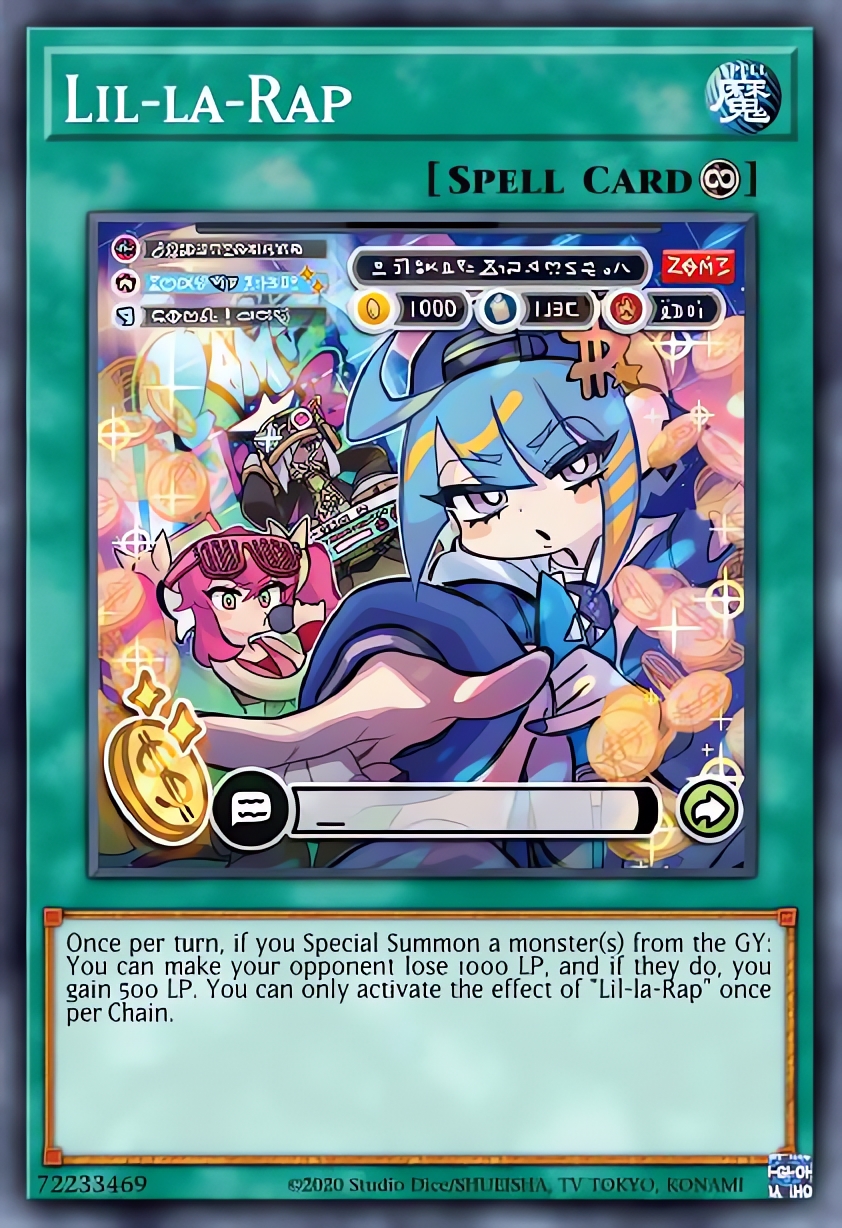 LIL-LA-RAP
魔
[SPELL CARD ]
1000
Once per turn, if you Special Summon a monster(s) from the GY:
You can make your opponent lose 1000 LP, and if they do, you
gain 500 LP. You can only activate the effect of "Lil-la-Rap" once
per Chain.
72233469
©2020 Studio Dice/SHUEISHA, TV TOKYO, KONAMI